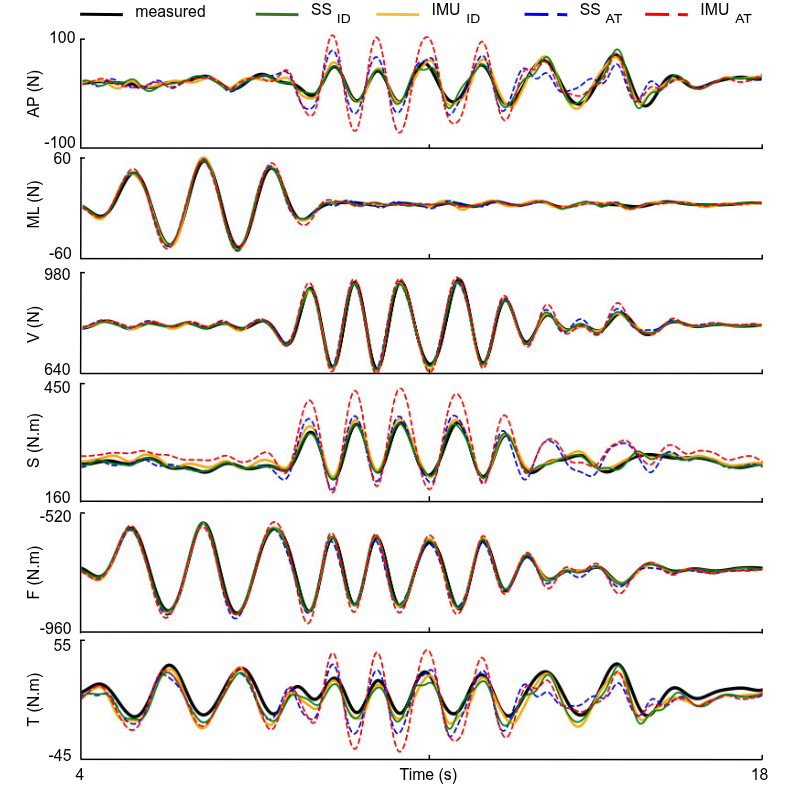 measured SS ID IMU ID SS AT IMU AT
100
AP (N)
-100
60
ML (N)
-60
980
V (N)
640
450
S (N.m)
160
-520
F (N.m)
-960
55
T (N.m)
-45
4 Time (s) 18